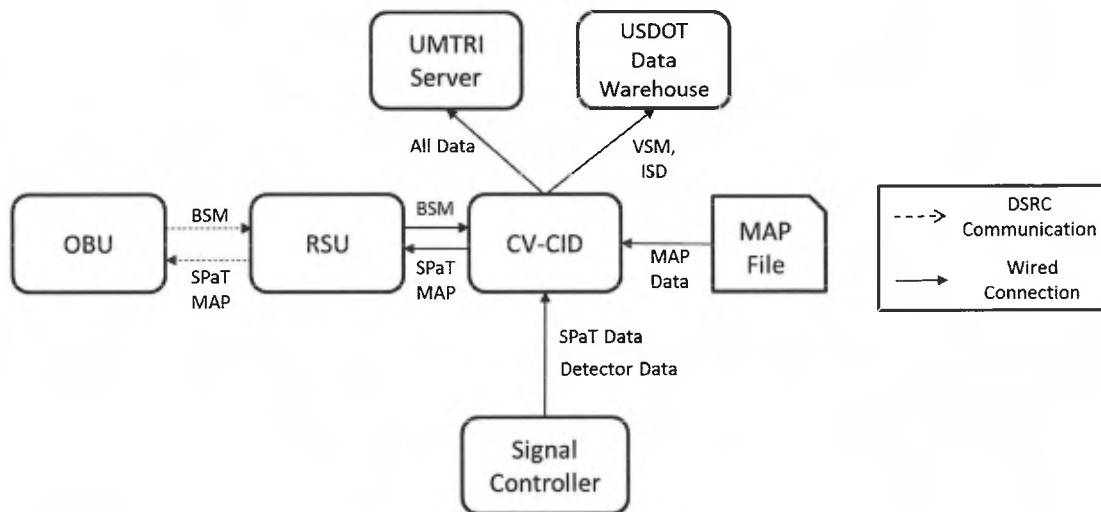 UMTRI
Server
USDOT
Data
Warehouse
All Data
VSM,
ISD
OBU
BSM
SPaT
MAP
RSU
BSM
SPaT
MAP
CV-CID
MAP
Data
MAP
File
DSRC
Communication
Wired
Connection
SPaT Data
Detector Data
Signal
Controller